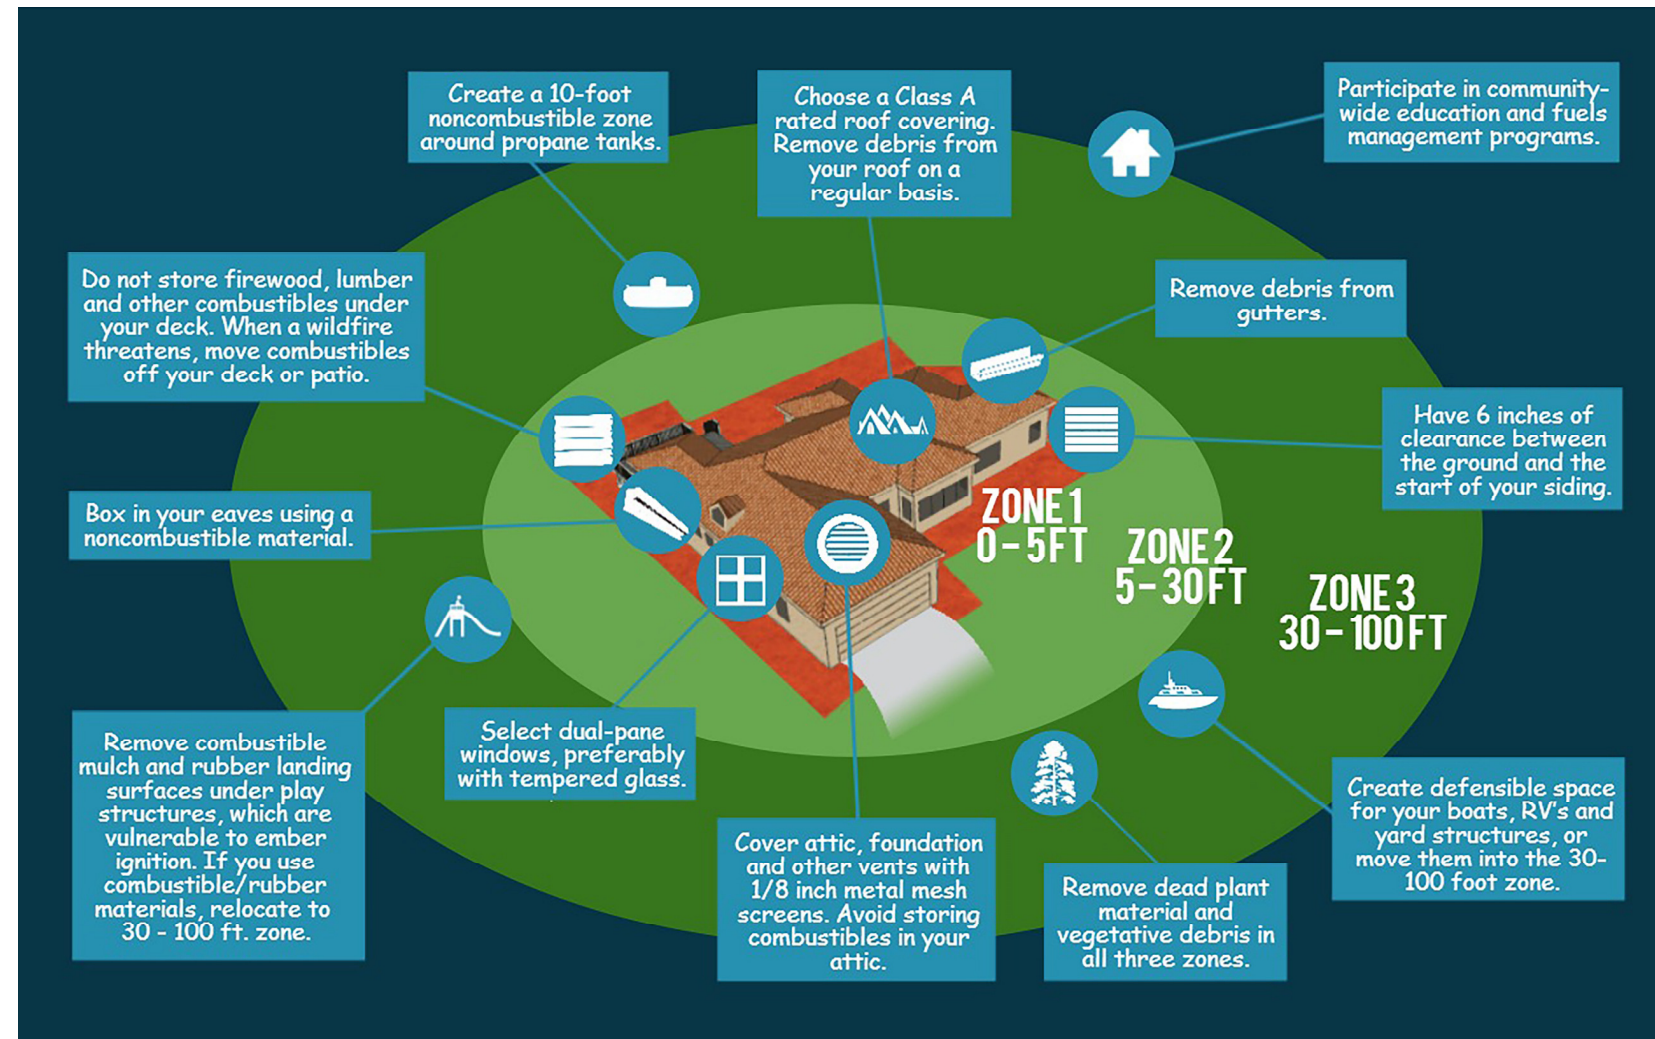 Create a 10-foot
noncombustible zone
around propane tanks.
Choose a Class A
rated roof covering.
Remove debris from
your roof on a
regular basis.
Participate in community-
wide education and fuels
management programs.
Do not store firewood, lumber
and other combustibles under
your deck. When a wildfire
threatens, move combustibles
off your deck or patio.
Remove debris from
gutters.
Have 6 inches of
clearance between
the ground and the
start of your siding.
Box in your eaves using a
noncombustible material.
ZONE 1
0-5FT
ZONE 2
5-30FT
ZONE 3
30-100FT
Remove combustible
mulch and rubber landing
surfaces under play
structures, which are
vulnerable to ember
ignition. If you use
combustible/rubber
materials, relocate to
30 - 100 ft. zone.
Select dual-pane
windows, preferably
with tempered glass.
Cover attic, foundation
and other vents with
1/8 inch metal mesh
screens. Avoid storing
combustibles in your
attic.
Remove dead plant
material and
vegetative debris in
all three zones.
Create defensible space
for your boats, RV's and
yard structures, or
move them into the 30-
100 foot zone.